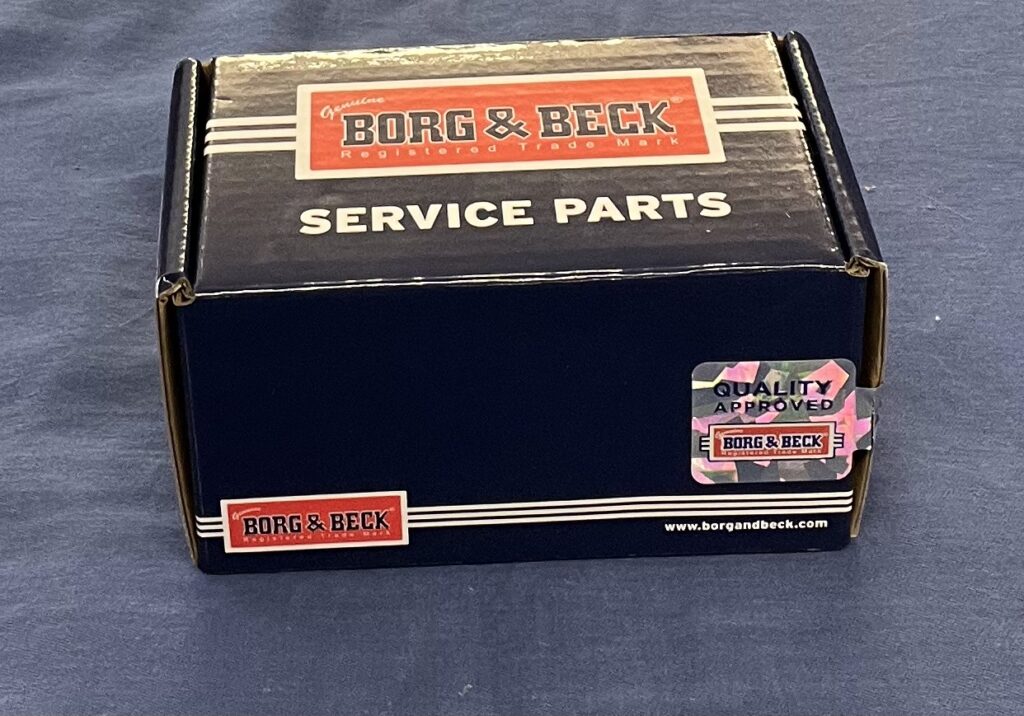 Genuine
BORG & BECK®
Registered Trade Mark
SERVICE PARTS
QUALITY
APPROVED
Genuine
BORG & BECK
Registered Trade Mark
Genuine
BORG & BECK®
Registered Trade Mark
www.borgandbeck.com